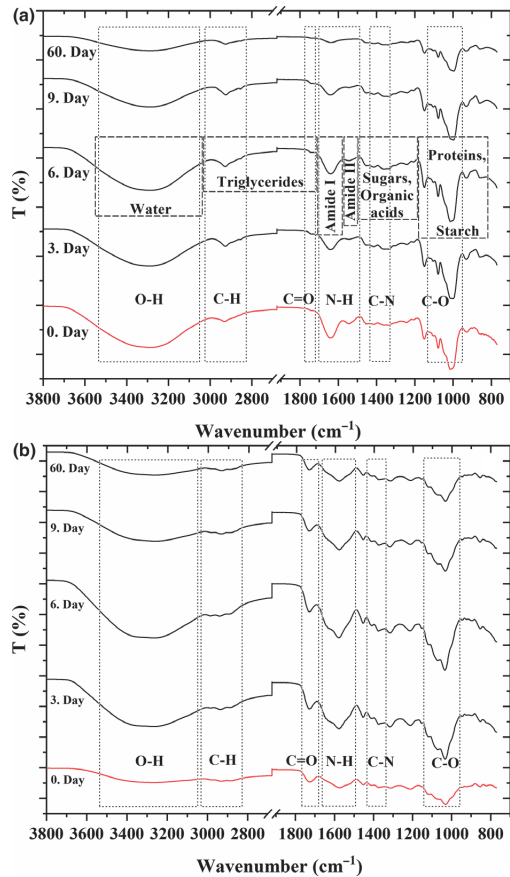 (a)
60. Day
9. Day
6. Day
3. Day
0. Day
T (%)
Water
Triglycerides
Amide I
Amide II
Sugars,
Organic
acids
Proteins,
Starch
O-H
C-H
C=O
N-H
C-N
C-O
3800 3600 3400 3200 3000 2800 1800 1600 1400 1200 1000 800
Wavenumber (cm⁻¹)
(b)
60. Day
9. Day
6. Day
3. Day
0. Day
T (%)
O-H
C-H
C=O
N-H
C-N
C-O
3800 3600 3400 3200 3000 2800 1800 1600 1400 1200 1000 800
Wavenumber (cm⁻¹)